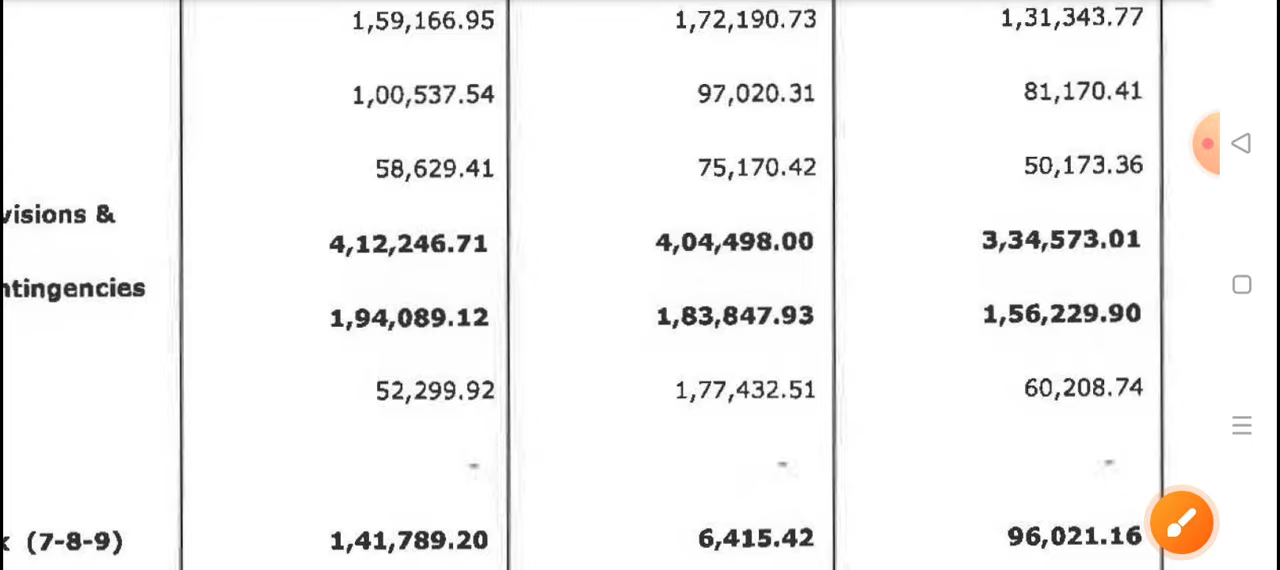 1,59,166.95 1,72,190.73 1,31,343.77
1,00,537.54 97,020.31 81,170.41
58,629.41 75,170.42 50,173.36
visions &
4,12,246.71 4,04,498.00 3,34,573.01
ntingencies
1,94,089.12 1,83,847.93 1,56,229.90
52,299.92 1,77,432.51 60,208.74
- - -
(7-8-9) 1,41,789.20 6,415.42 96,021.16